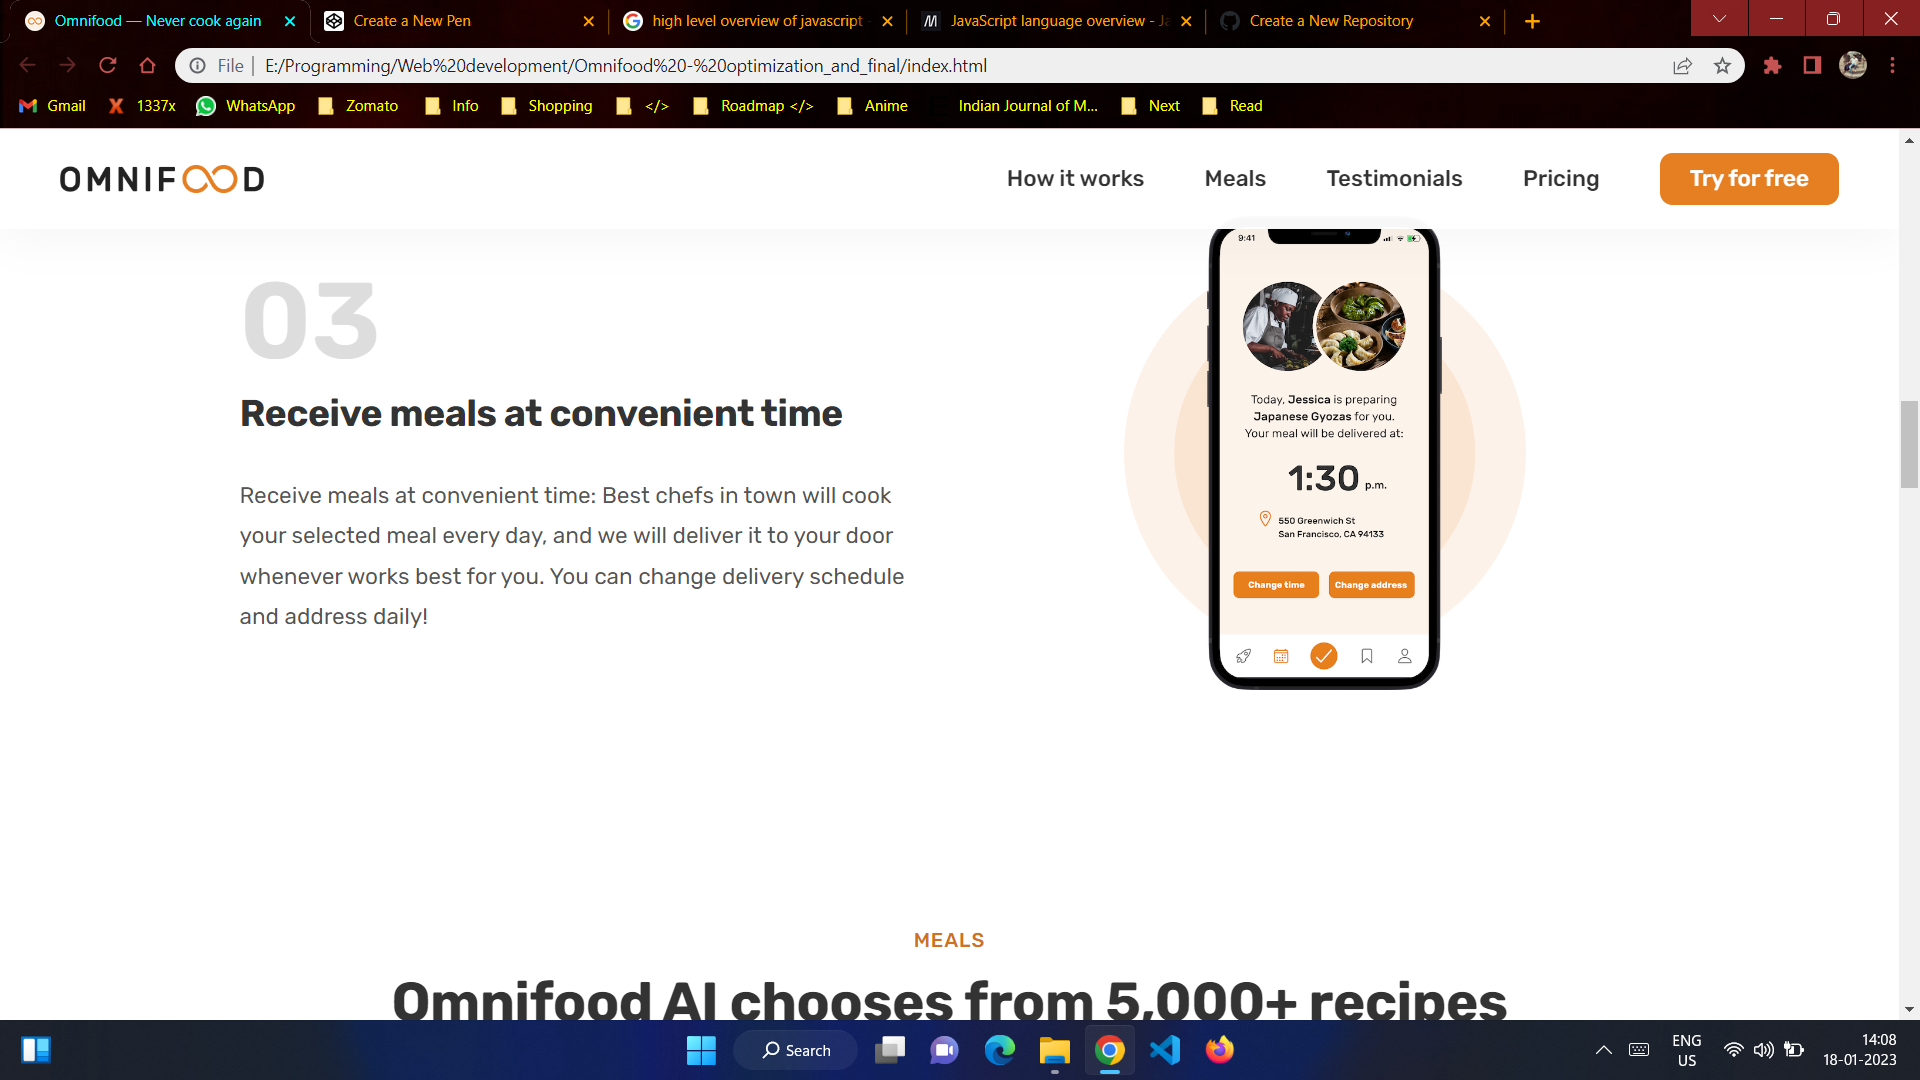 Omnifood — Never cook again
Create a New Pen
high level overview of javascript -
JavaScript language overview - Ja
Create a New Repository
File
E:/Programming/Web%20development/Omnifood%20-%20optimization_and_final/index.html
Gmail
1337x
WhatsApp
Zomato
Info
Shopping
</>
Roadmap </>
Anime
Indian Journal of M...
Next
Read
OMNIFOOD
How it works
Meals
Testimonials
Pricing
Try for free
03
Receive meals at convenient time
Receive meals at convenient time: Best chefs in town will cook
your selected meal every day, and we will deliver it to your door
whenever works best for you. You can change delivery schedule
and address daily!
9:41
Today, Jessica is preparing
Japanese Gyozas for you.
Your meal will be delivered at:
1:30 p.m.
550 Greenwich St
San Francisco, CA 94133
Change time
Change address
MEALS
Omnifood AI chooses from 5,000+ recipes
Search
ENG
US
14:08
18-01-2023